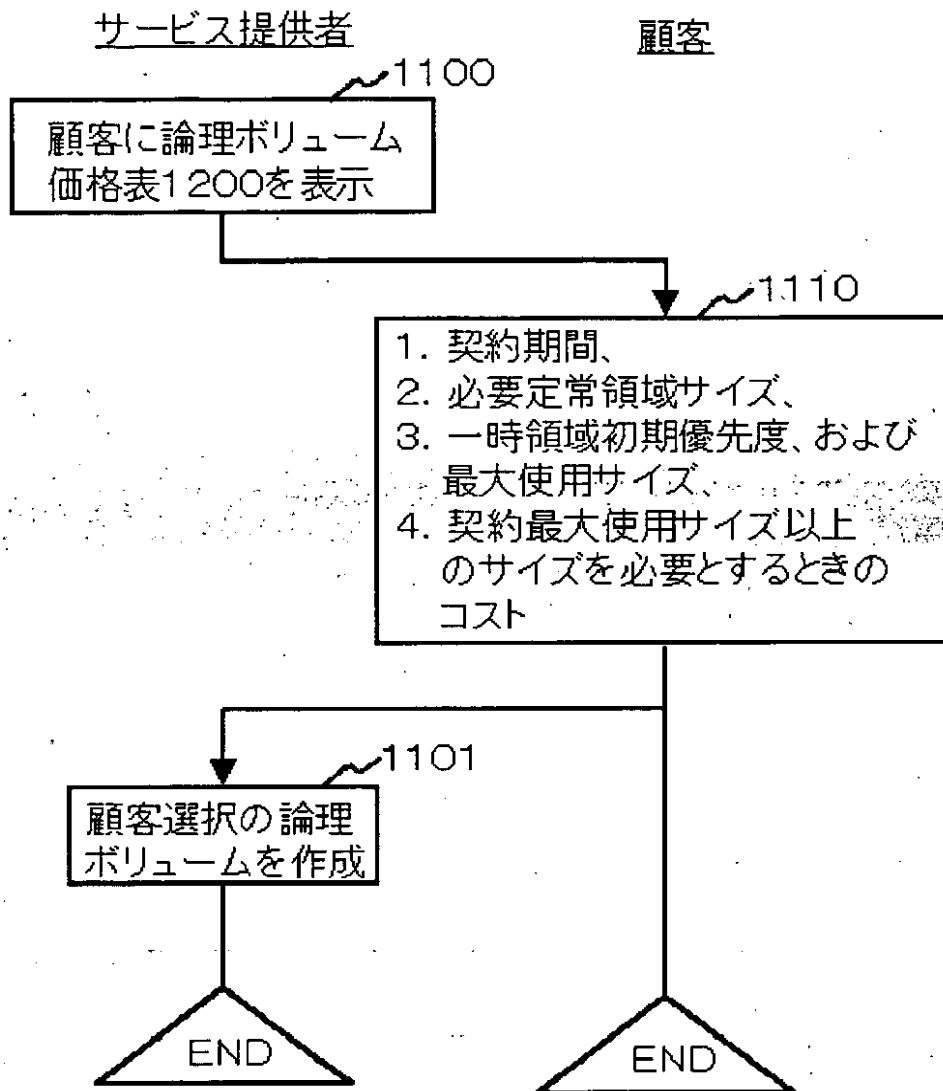 サービス提供者
顧客
1100
顧客に論理ボリューム
価格表1200を表示
1110
1. 契約期間、
2. 必要定常領域サイズ、
3. 一時領域初期優先度、および
最大使用サイズ、
4. 契約最大使用サイズ以上
のサイズを必要とするときの
コスト
1101
顧客選択の論理
ボリュームを作成
END
END